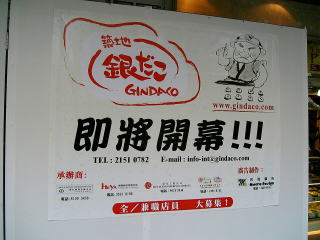 築地
銀だこ
GINDACO
www.gindaco.com
即將開幕!!!
TEL : 2151 0782 E-mail : info-int@gindaco.com
承辦商: 廣告制作:
全/兼職店員 大募集!